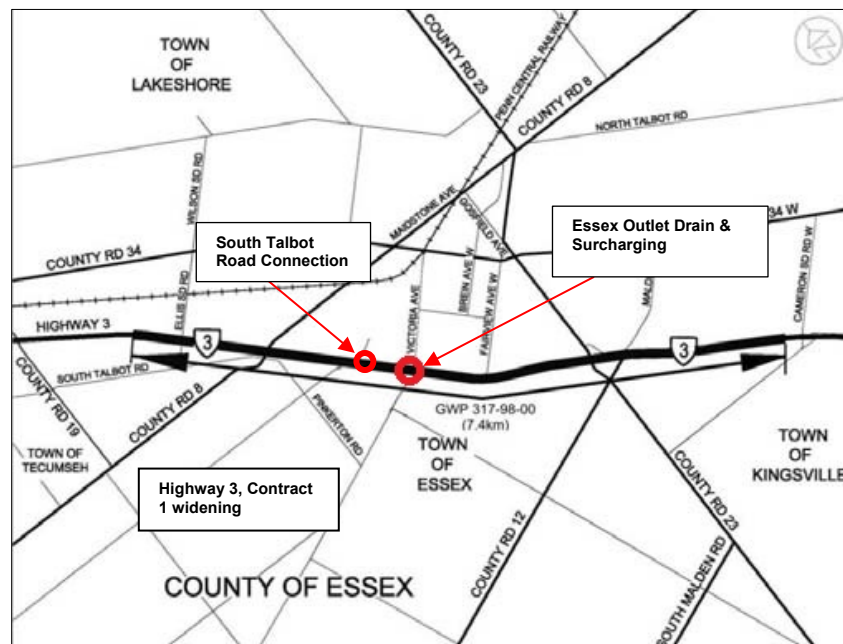 TOWN
OF
LAKESHORE
COUNTY RD 23
PENN CENTRAL RAILWAY
COUNTY RD 8
NORTH TALBOT RD
WILSON SD RD
MAIDSTONE AVE
GOSFIELD AVE
34 W
COUNTY RD 34
South Talbot
Road Connection
Essex Outlet Drain &
Surcharging
ELLIS SD RD
VICTORIA AVE
BREIN AVE W
FAIRVIEW AVE W
MALD
CAMERON SD RD W
HIGHWAY 3
3
3
SOUTH TALBOT RD
COUNTY RD 19
COUNTY RD 8
PINKERTON RD
GWP 317-98-00
(7.4km)
TOWN OF
TECUMSEH
TOWN
OF
ESSEX
TOWN
OF
KINGSVILLE
Highway 3, Contract
1 widening
COUNTY RD 12
COUNTY RD 23
SOUTH MALDEN RD
COUNTY OF ESSEX